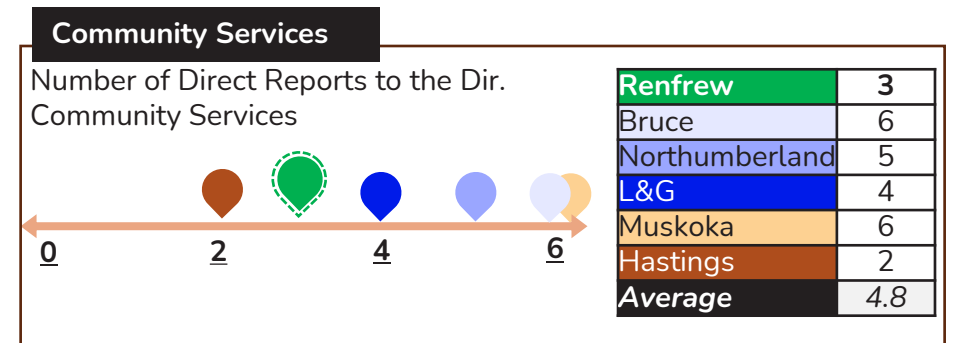 Community Services
Number of Direct Reports to the Dir.
Community Services
0 2 4 6
Renfrew 3
Bruce 6
Northumberland 5
L&G 4
Muskoka 6
Hastings 2
Average 4.8